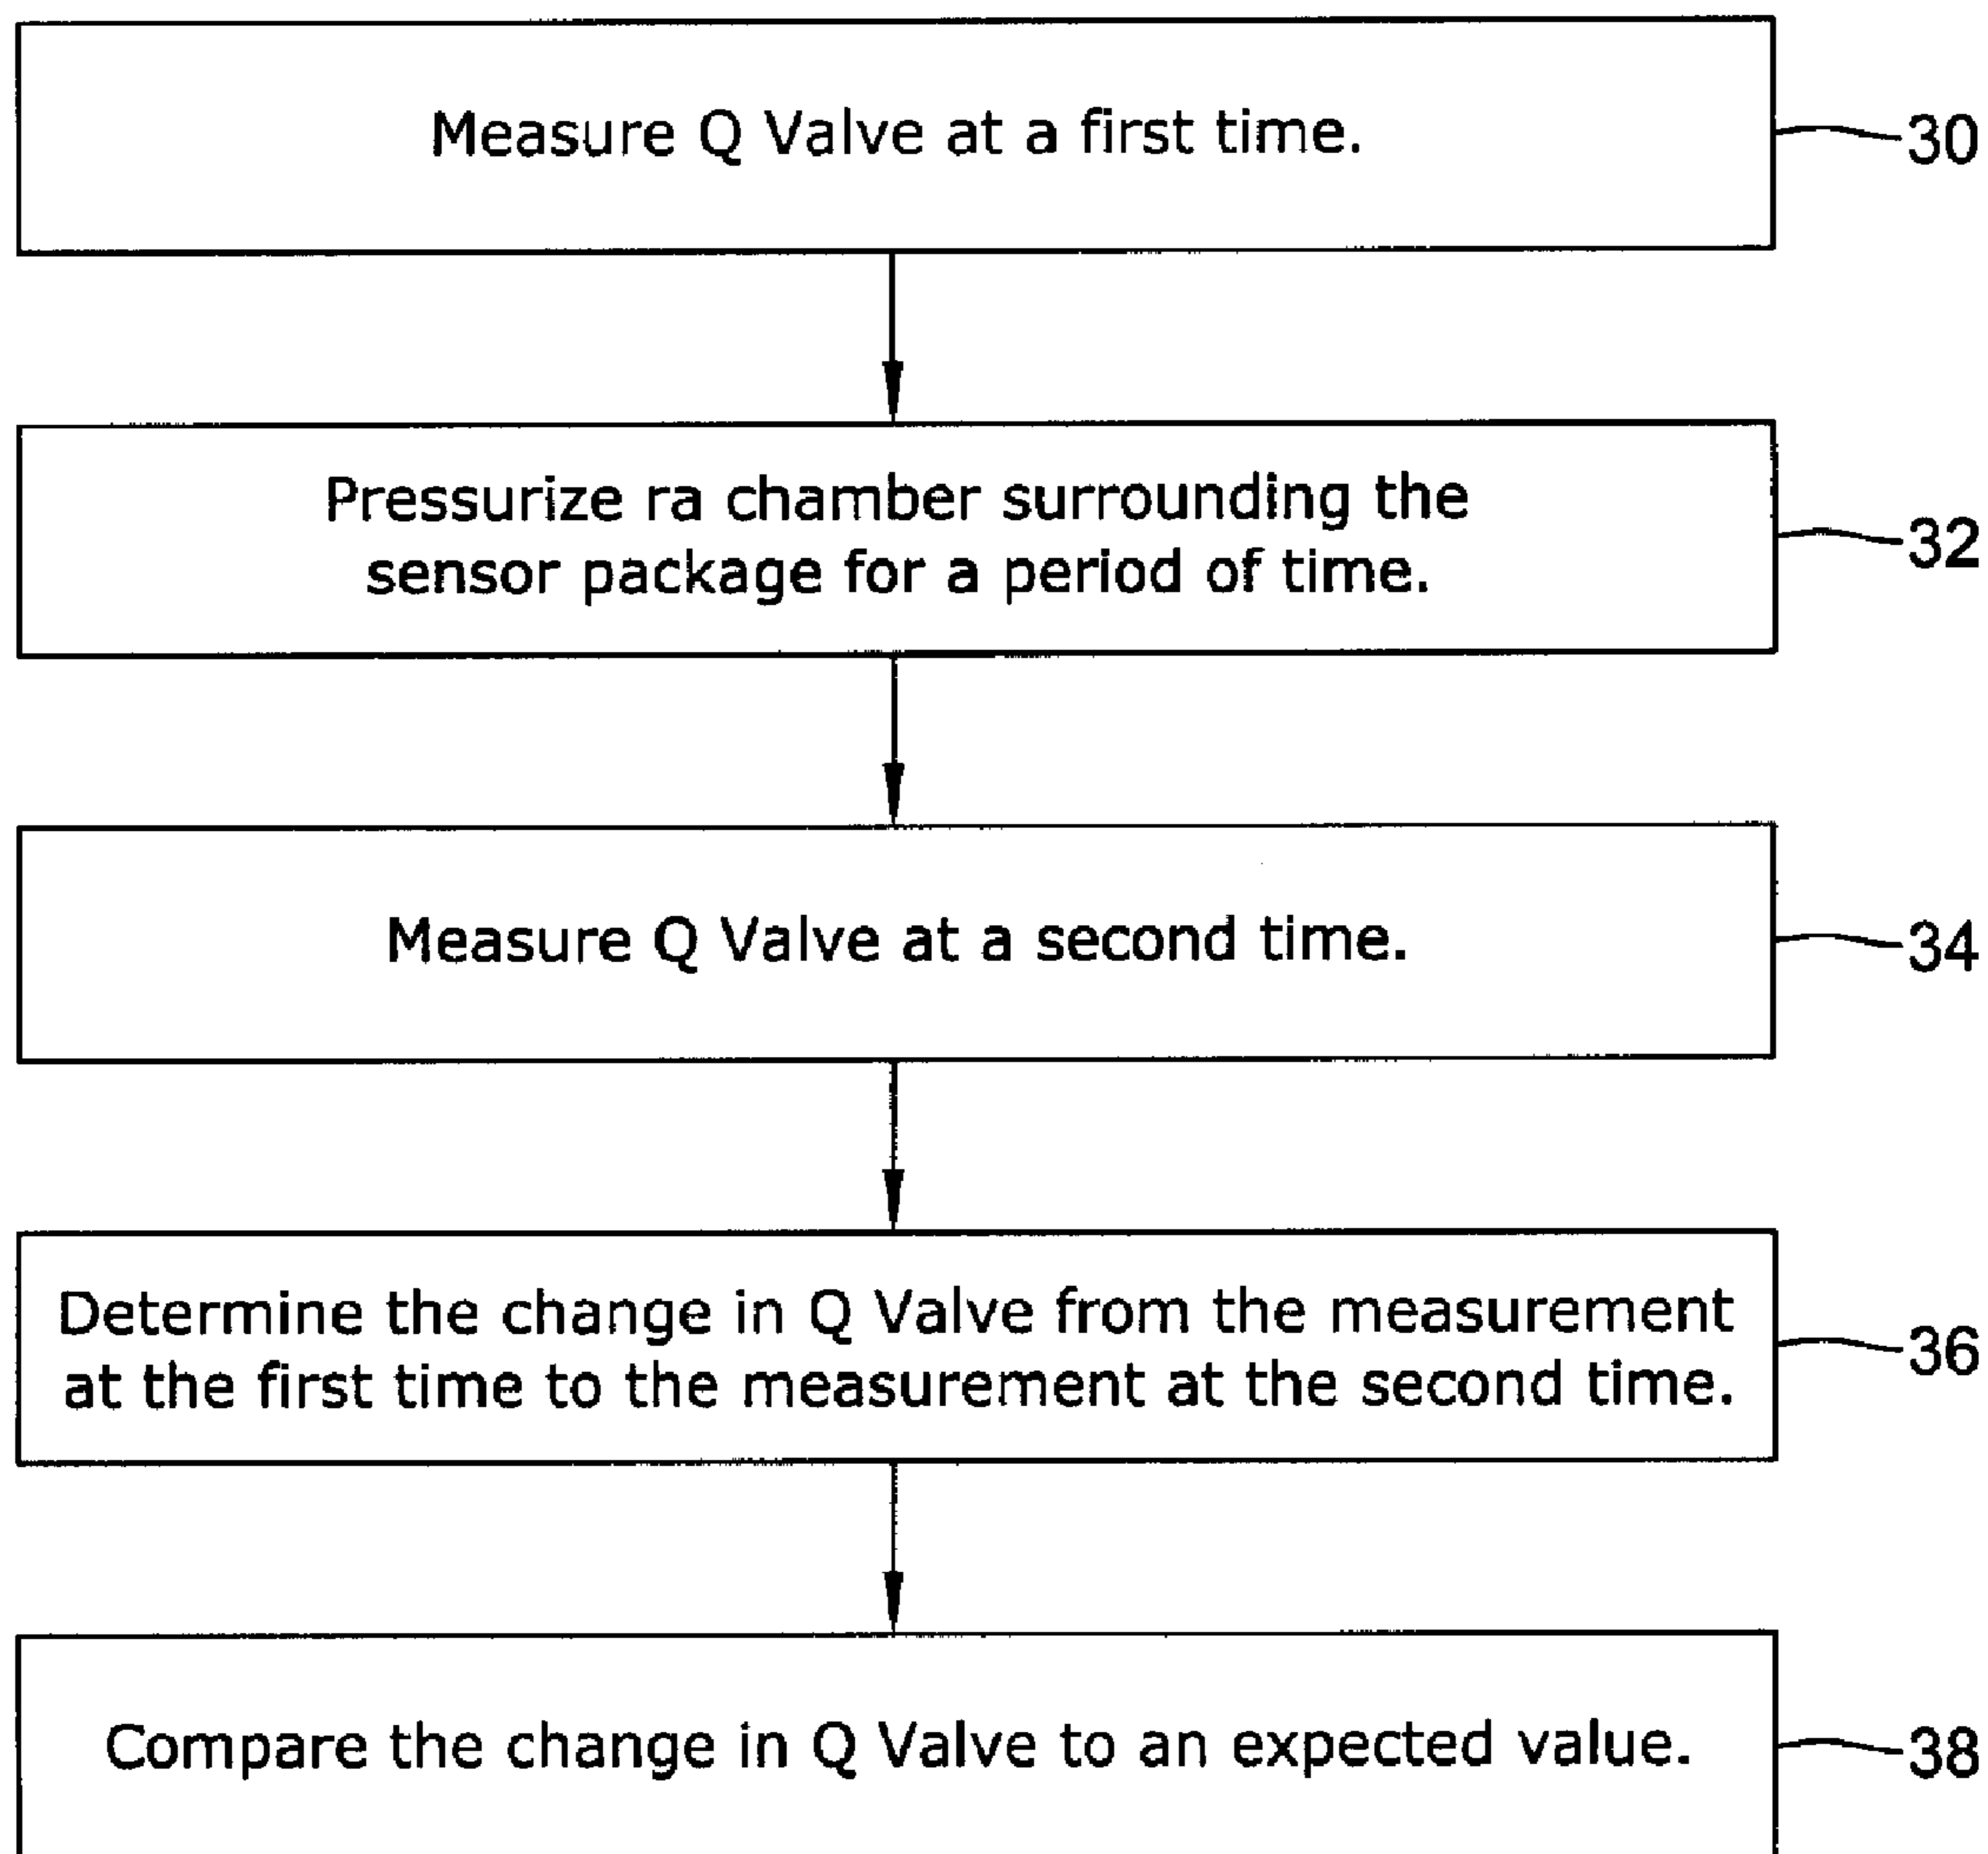 Measure Q Valve at a first time.
30
Pressurize ra chamber surrounding the
sensor package for a period of time.
32
Measure Q Valve at a second time.
34
Determine the change in Q Valve from the measurement
at the first time to the measurement at the second time.
36
Compare the change in Q Valve to an expected value.
38